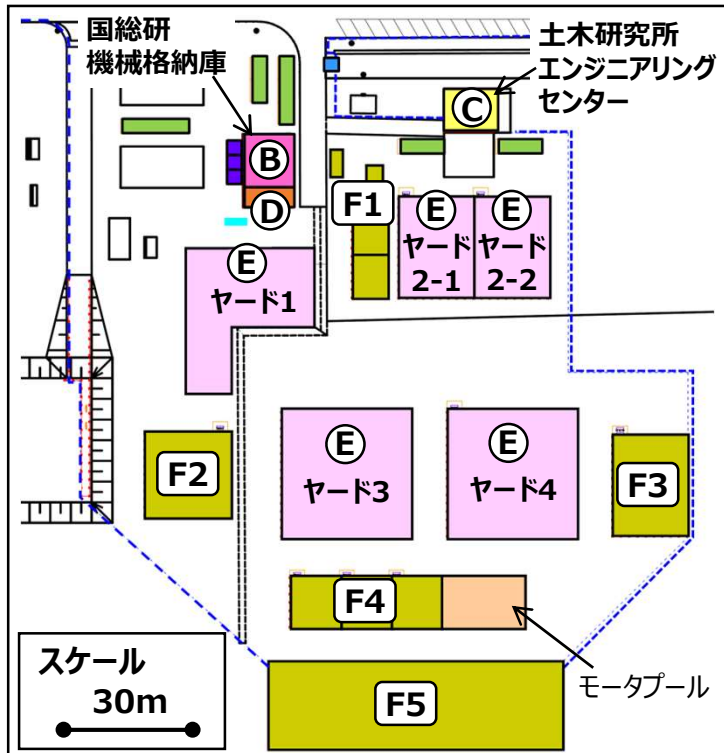 国総研
機械格納庫
土木研究所
エンジニアリング
センター
C
B
D
F1
E
ヤード
2-1
E
ヤード
2-2
E
ヤード1
E
ヤード3
E
ヤード4
F2
F3
F4
モータプール
F5
スケール
30m